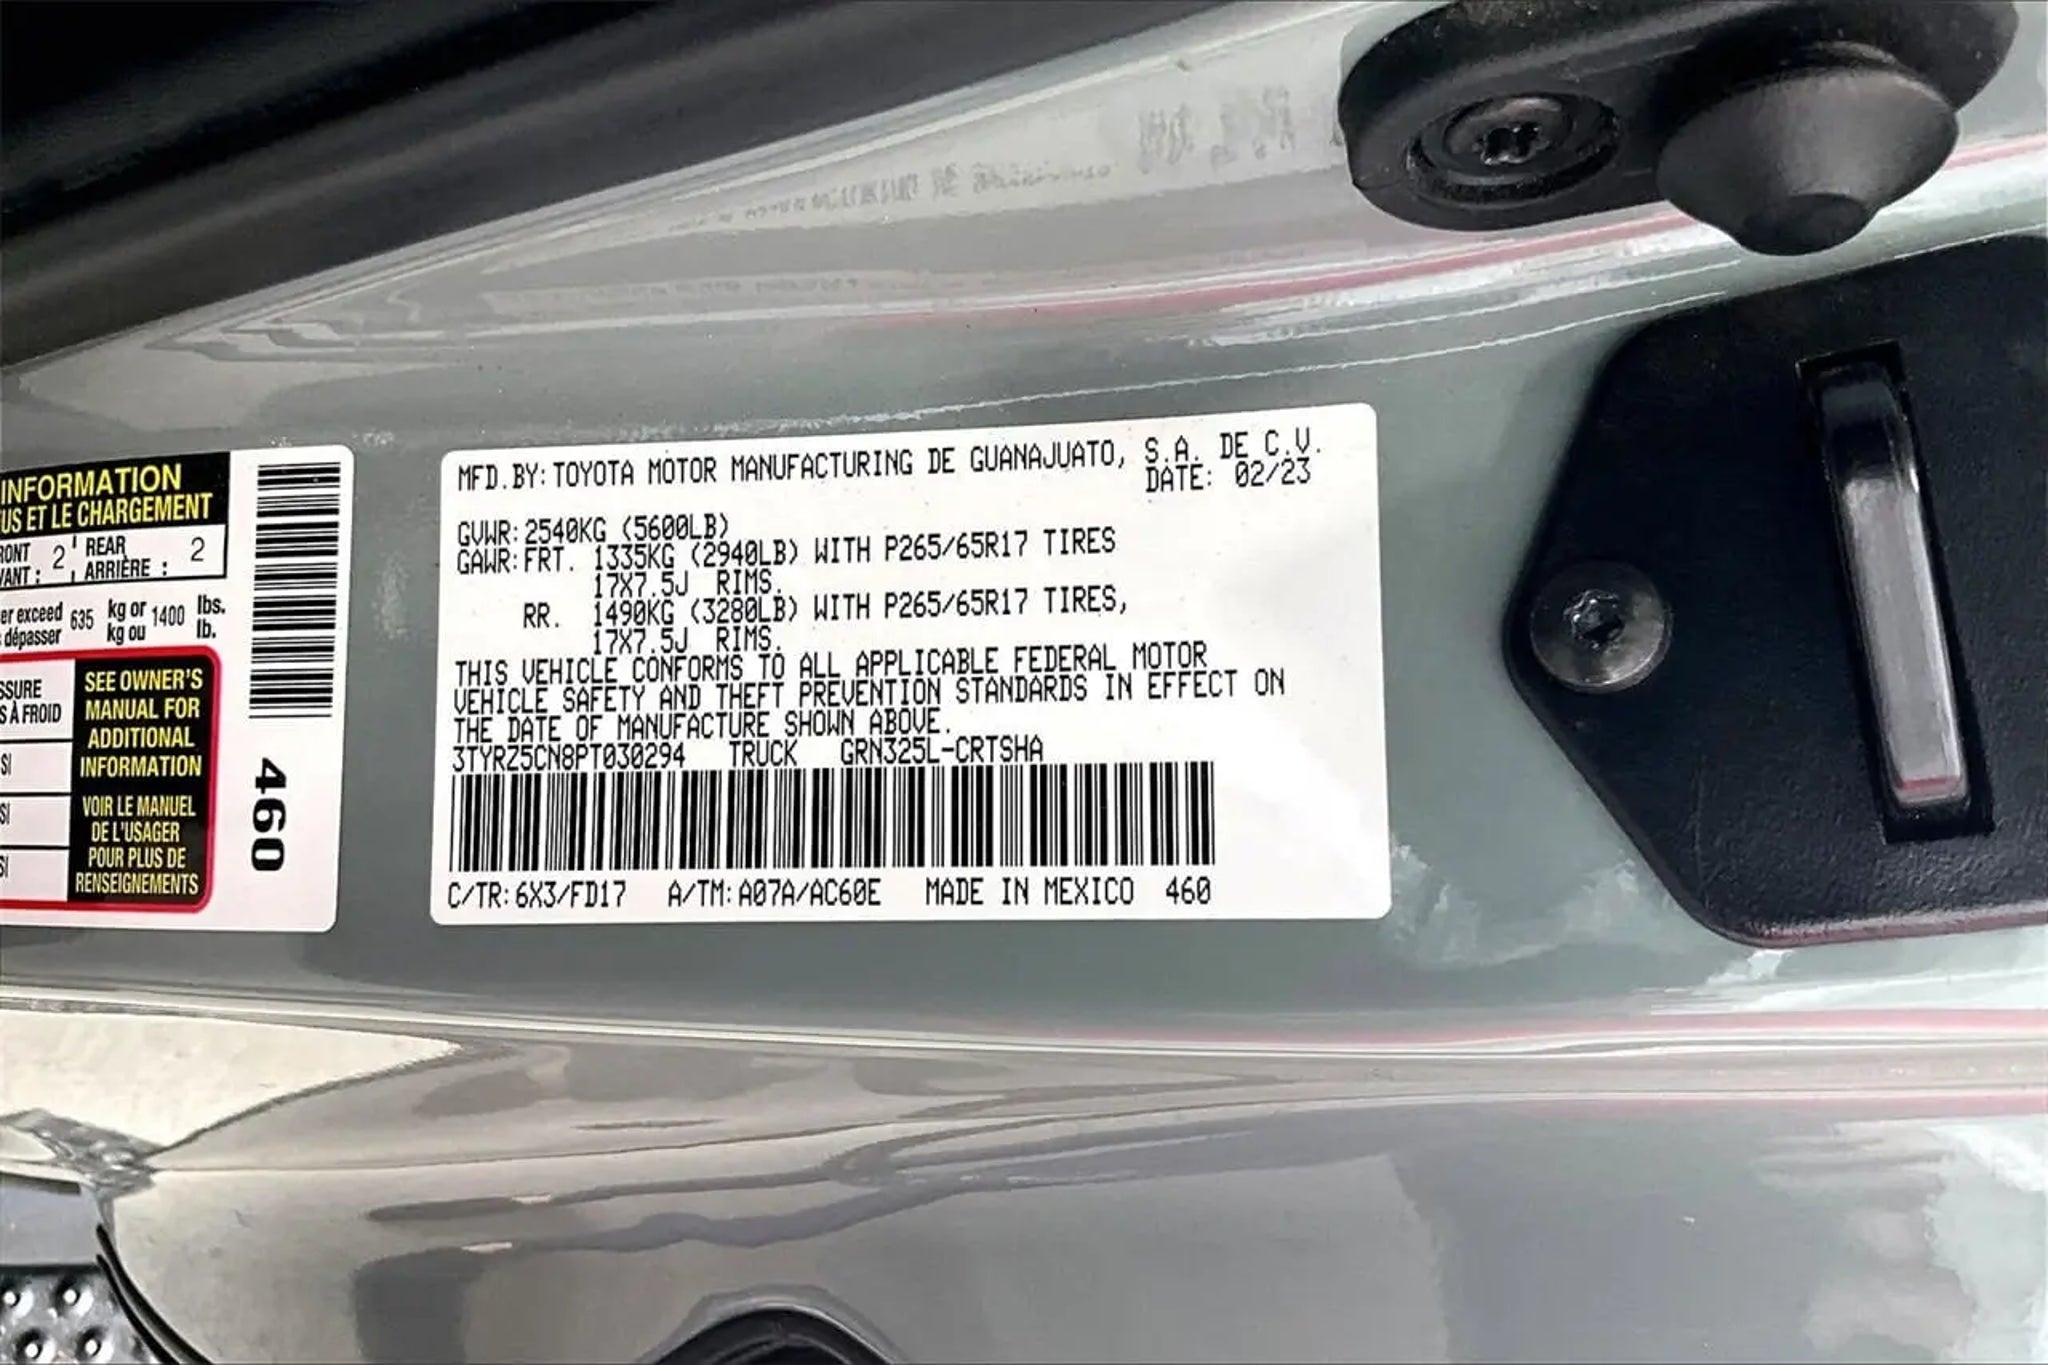 INFORMATION
US ET LE CHARGEMENT
2 REAR 2
ARRIÈRE :
exceed 635 kg or 1400 lbs.
dépasser kg ou lb.
SEE OWNER'S
MANUAL FOR
ADDITIONAL
INFORMATION
VOIR LE MANUEL
DE L'USAGER
POUR PLUS DE
RENSEIGNEMENTS
À FROID
460
MFD.BY:TOYOTA MOTOR MANUFACTURING DE GUANAJUATO, S.A. DE C.V.
DATE: 02/23
GVWR:2540KG (5600LB)
GAWR:FRT. 1335KG (2940LB) WITH P265/65R17 TIRES
17X7.5J RIMS.
RR. 1490KG (3280LB) WITH P265/65R17 TIRES,
17X7.5J RIMS.
THIS VEHICLE CONFORMS TO ALL APPLICABLE FEDERAL MOTOR
VEHICLE SAFETY AND THEFT PREVENTION STANDARDS IN EFFECT ON
THE DATE OF MANUFACTURE SHOWN ABOVE.
3TYRZ5CN8PT030294 TRUCK GRN325L-CRTSHA
C/TR:6X3/FD17 A/TM:A07A/AC60E MADE IN MEXICO 460